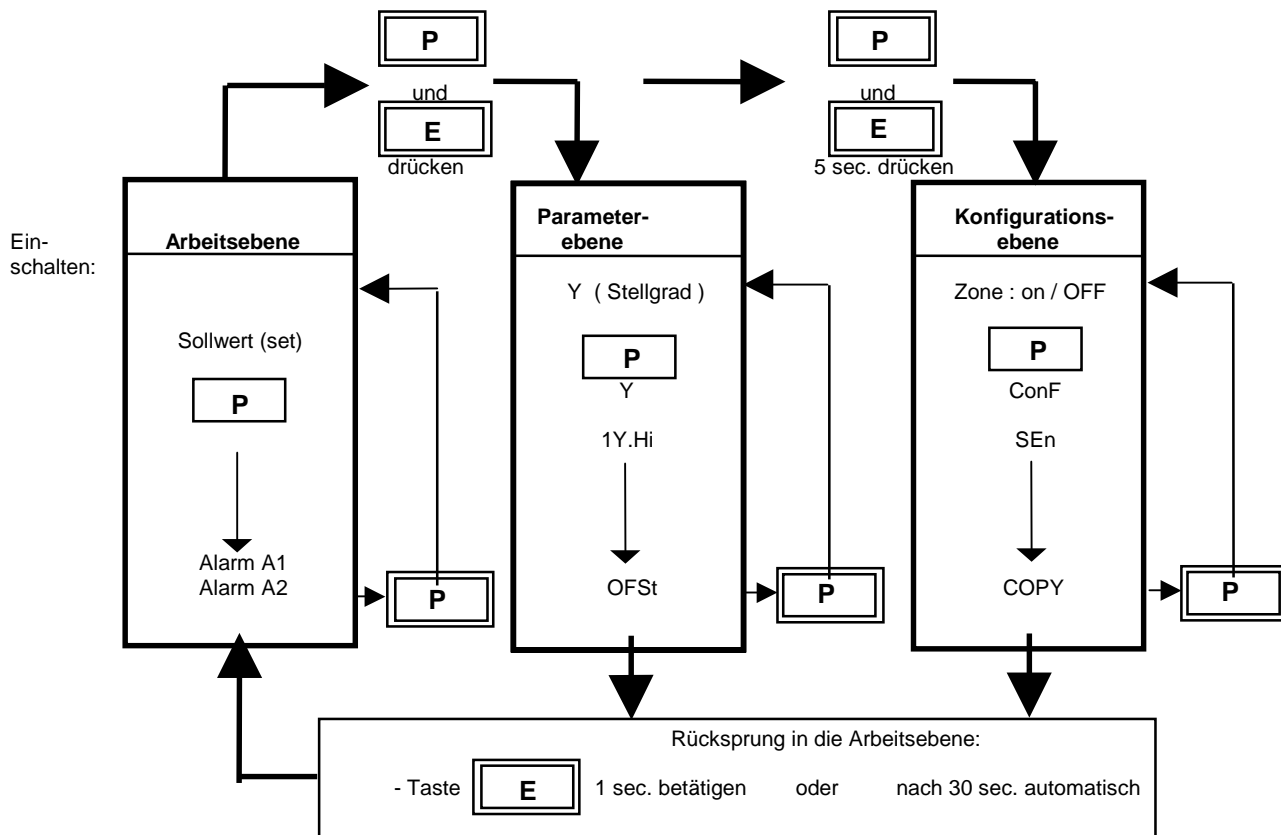 P
und
E
drücken
P
und
E
5 sec. drücken
Ein-
schalten:
Arbeitsebene
Sollwert (set)
P
Alarm A1
Alarm A2
P
Parameter-
ebene
Y ( Stellgrad )
P
Y
1Y.Hi
OFSt
P
Konfigurations-
ebene
Zone : on / OFF
P
ConF
SEn
COPY
P
Rücksprung in die Arbeitsebene:
- Taste E 1 sec. betätigen oder nach 30 sec. automatisch